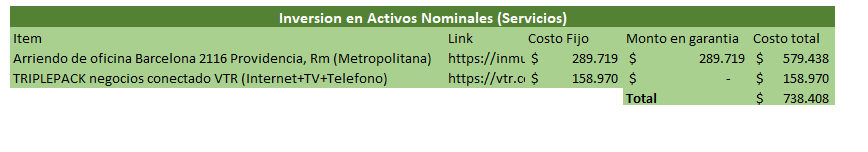 Inversion en Activos Nominales (Servicios)
Item Link Costo Fijo Monto en garantia Costo total
Arriendo de oficina Barcelona 2116 Providencia, Rm (Metropolitana) https://inmu $ 289.719 $ 289.719 $ 579.438
TRIPLEPACK negocios conectado VTR (Internet+TV+Telefono) https://vtr.c $ 158.970 $ - $ 158.970
Total $ 738.408